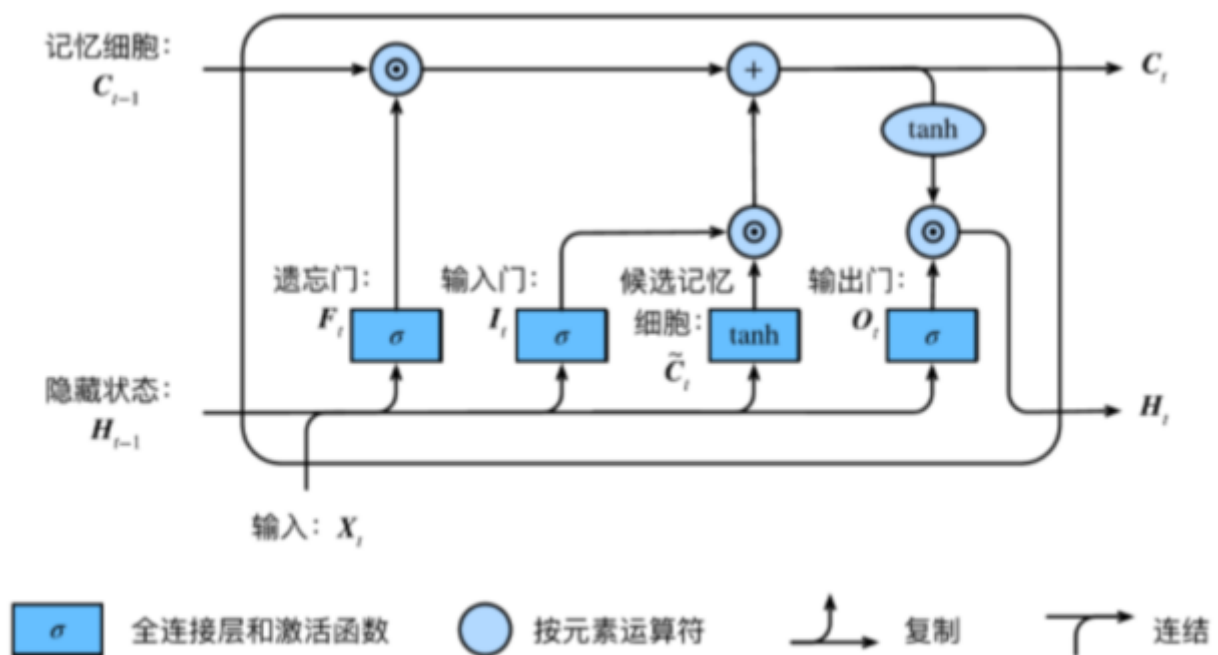 记忆细胞：
C_{t-1}
C_t
tanh
遗忘门：
F_t
σ
输入门：
I_t
σ
候选记忆
细胞：
C̃_t
tanh
输出门：
O_t
σ
隐藏状态：
H_{t-1}
H_t
输入：X_t
σ 全连接层和激活函数
按元素运算符
复制
连结